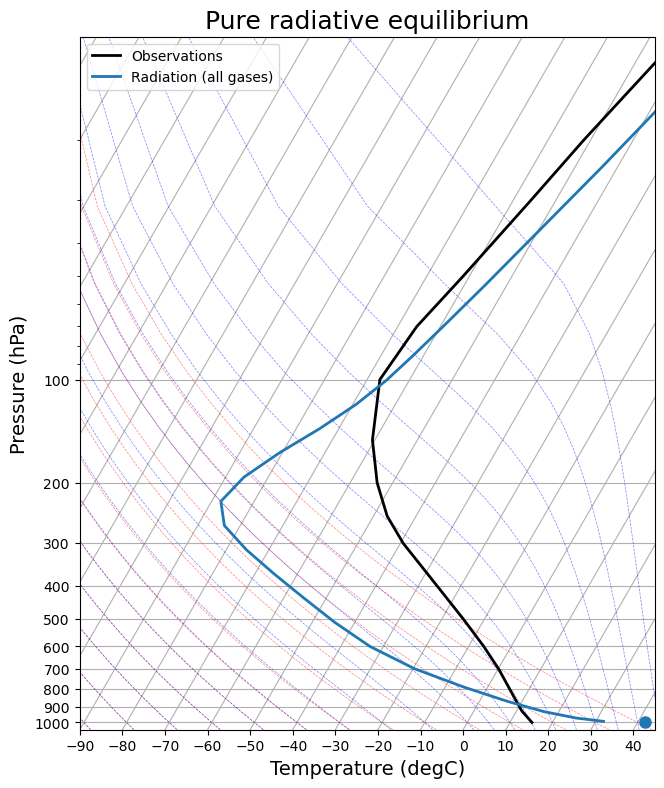 Pure radiative equilibrium
Observations
Radiation (all gases)
Pressure (hPa)
100
200
300
400
500
600
700
800
900
1000
−90 −80 −70 −60 −50 −40 −30 −20 −10 0 10 20 30 40
Temperature (degC)